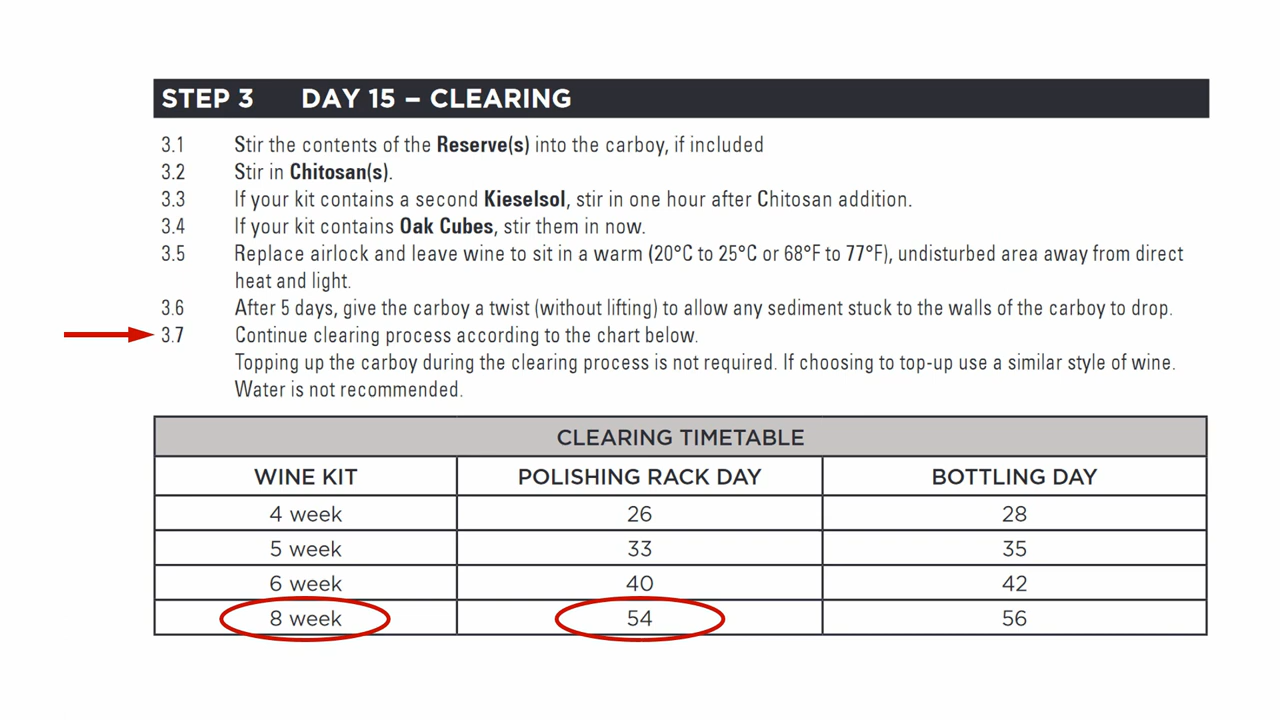 STEP 3 DAY 15 – CLEARING
3.1 Stir the contents of the Reserve(s) into the carboy, if included
3.2 Stir in Chitosan(s).
3.3 If your kit contains a second Kieselsol, stir in one hour after Chitosan addition.
3.4 If your kit contains Oak Cubes, stir them in now.
3.5 Replace airlock and leave wine to sit in a warm (20°C to 25°C or 68°F to 77°F), undisturbed area away from direct
heat and light.
3.6 After 5 days, give the carboy a twist (without lifting) to allow any sediment stuck to the walls of the carboy to drop.
3.7 Continue clearing process according to the chart below.
Topping up the carboy during the clearing process is not required. If choosing to top-up use a similar style of wine.
Water is not recommended.
CLEARING TIMETABLE
WINE KIT POLISHING RACK DAY BOTTLING DAY
4 week 26 28
5 week 33 35
6 week 40 42
8 week 54 56